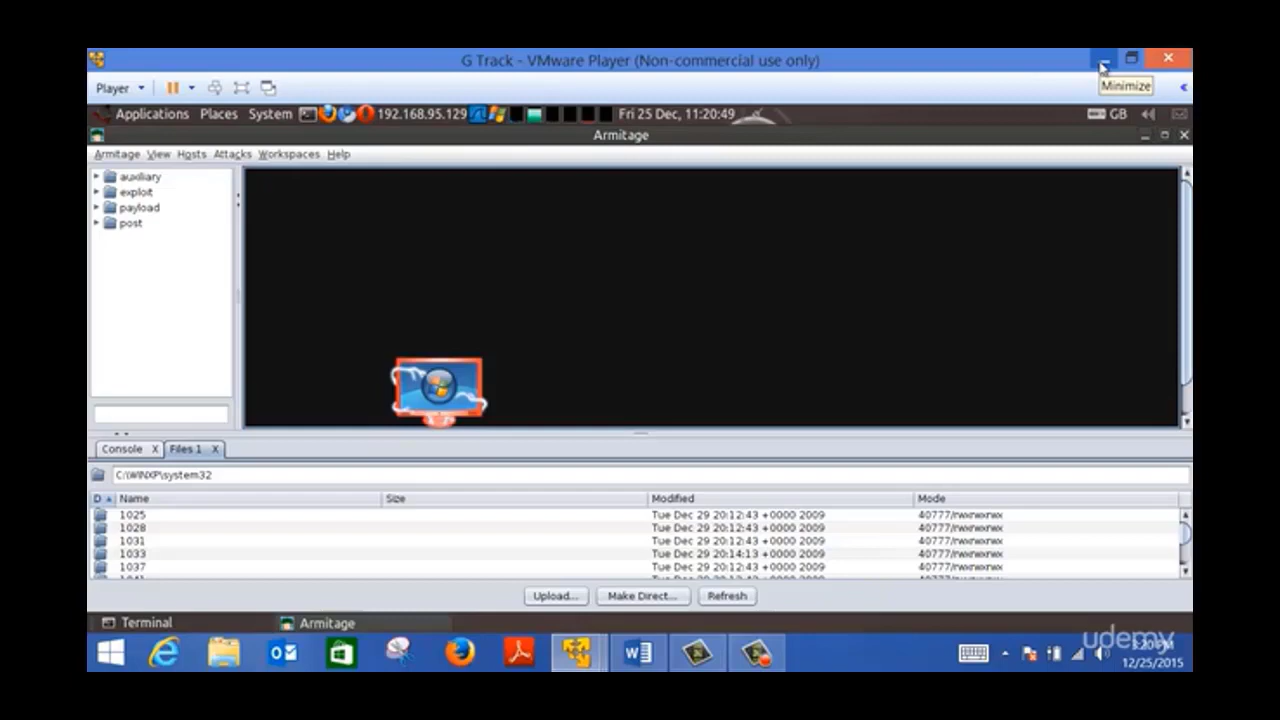 G Track - VMware Player (Non-commercial use only)
Player
Minimize
Applications Places System 192.168.95.129 Fri 25 Dec, 11:20:49 GB
Armitage
Armitage View Hosts Attacks Workspaces Help
auxiliary
exploit
payload
post
Console X Files 1 X
C:\WINXP\system32
D Name Size Modified Mode
1025 Tue Dec 29 20:12:43 +0000 2009 40777/rwxrwxrwx
1028 Tue Dec 29 20:12:43 +0000 2009 40777/rwxrwxrwx
1031 Tue Dec 29 20:12:43 +0000 2009 40777/rwxrwxrwx
1033 Tue Dec 29 20:14:13 +0000 2009 40777/rwxrwxrwx
1037 Tue Dec 29 20:12:43 +0000 2009 40777/rwxrwxrwx
Upload... Make Direct... Refresh
Terminal Armitage
udemy
12/25/2015